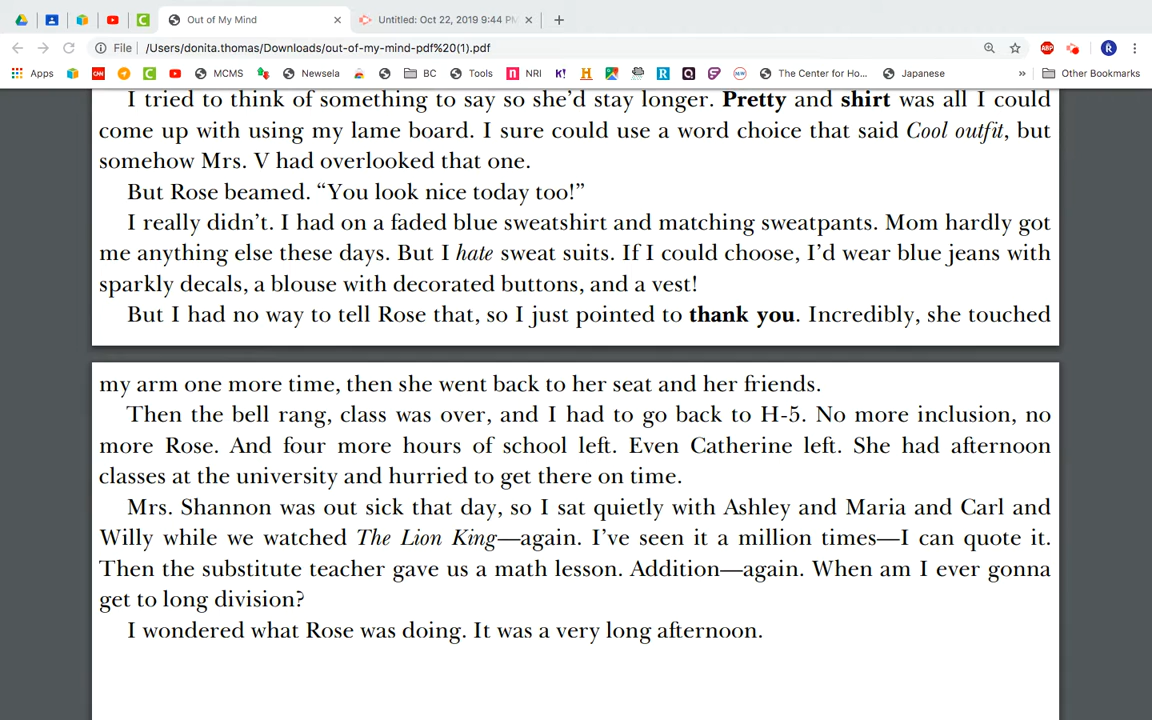 Out of My Mind
Untitled: Oct 22, 2019 9:44 PM
File /Users/donita.thomas/Downloads/out-of-my-mind-pdf%20(1).pdf
ABP
R
Apps
CNN
MCMS
Newsela
BC
Tools
NRI
K!
The Center for Ho...
Japanese
»
Other Bookmarks
I tried to think of something to say so she’d stay longer. Pretty and shirt was all I could
come up with using my lame board. I sure could use a word choice that said Cool outfit, but
somehow Mrs. V had overlooked that one.
But Rose beamed. “You look nice today too!”
I really didn’t. I had on a faded blue sweatshirt and matching sweatpants. Mom hardly got
me anything else these days. But I hate sweat suits. If I could choose, I’d wear blue jeans with
sparkly decals, a blouse with decorated buttons, and a vest!
But I had no way to tell Rose that, so I just pointed to thank you. Incredibly, she touched
my arm one more time, then she went back to her seat and her friends.
Then the bell rang, class was over, and I had to go back to H-5. No more inclusion, no
more Rose. And four more hours of school left. Even Catherine left. She had afternoon
classes at the university and hurried to get there on time.
Mrs. Shannon was out sick that day, so I sat quietly with Ashley and Maria and Carl and
Willy while we watched The Lion King—again. I’ve seen it a million times—I can quote it.
Then the substitute teacher gave us a math lesson. Addition—again. When am I ever gonna
get to long division?
I wondered what Rose was doing. It was a very long afternoon.